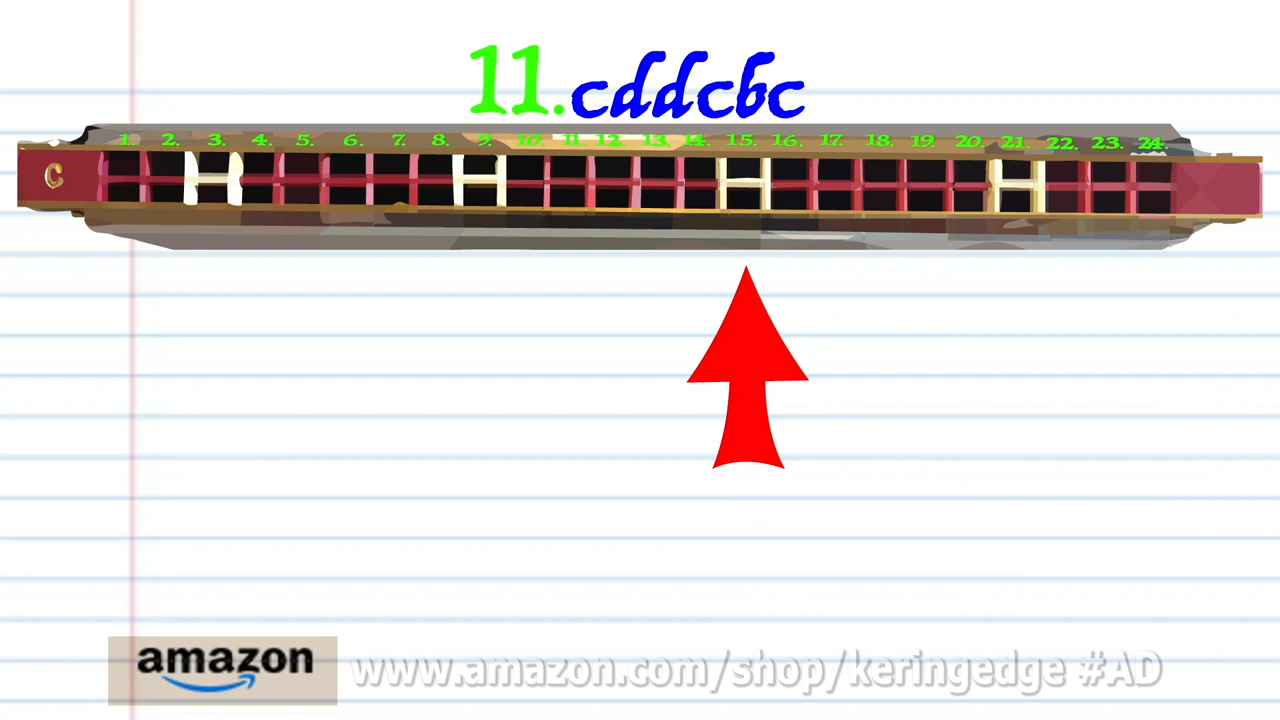 11.cddcbc
1. 2. 3. 4. 5. 6. 7. 8. 9. 10. 11. 12. 13. 14. 15. 16. 17. 18. 19. 20. 21. 22. 23. 24.
C
amazon www.amazon.com/shop/keringedge #AD